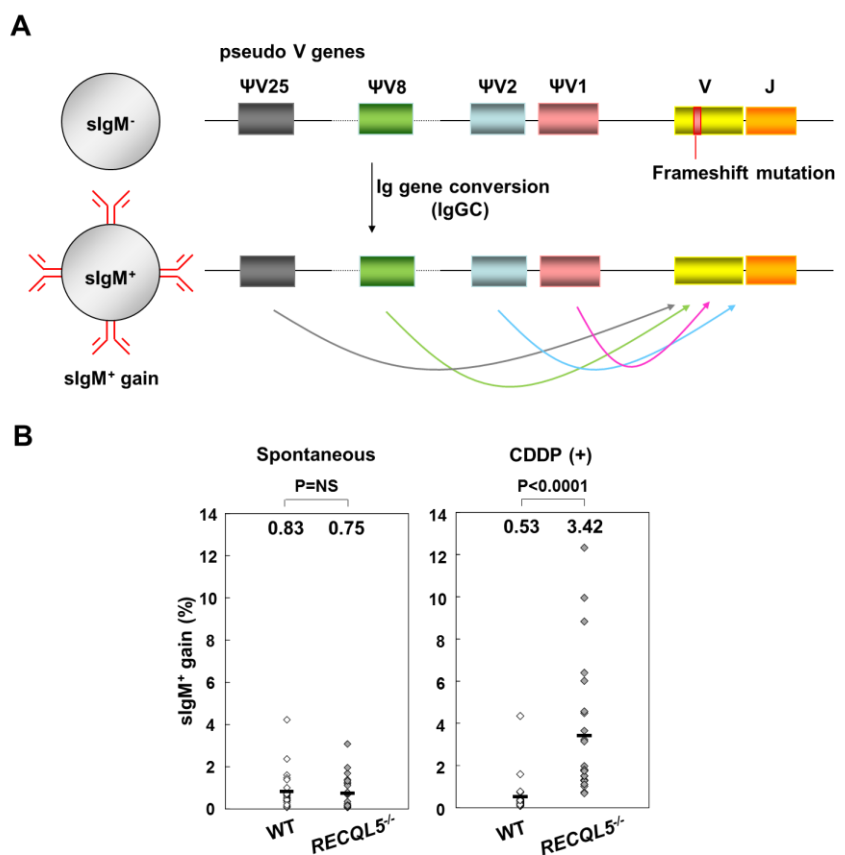 A
pseudo V genes
ΨV25 ΨV8 ΨV2 ΨV1 V J
sIgM-
Frameshift mutation
Ig gene conversion
(IgGC)
sIgM+
sIgM+ gain
B
Spontaneous CDDP (+)
P=NS P<0.0001
14 0.83 0.75 14 0.53 3.42
12 12
10 10
8 8
6 6
4 4
2 2
0 0
sIgM+ gain (%)
WT RECQL5-/- WT RECQL5-/-